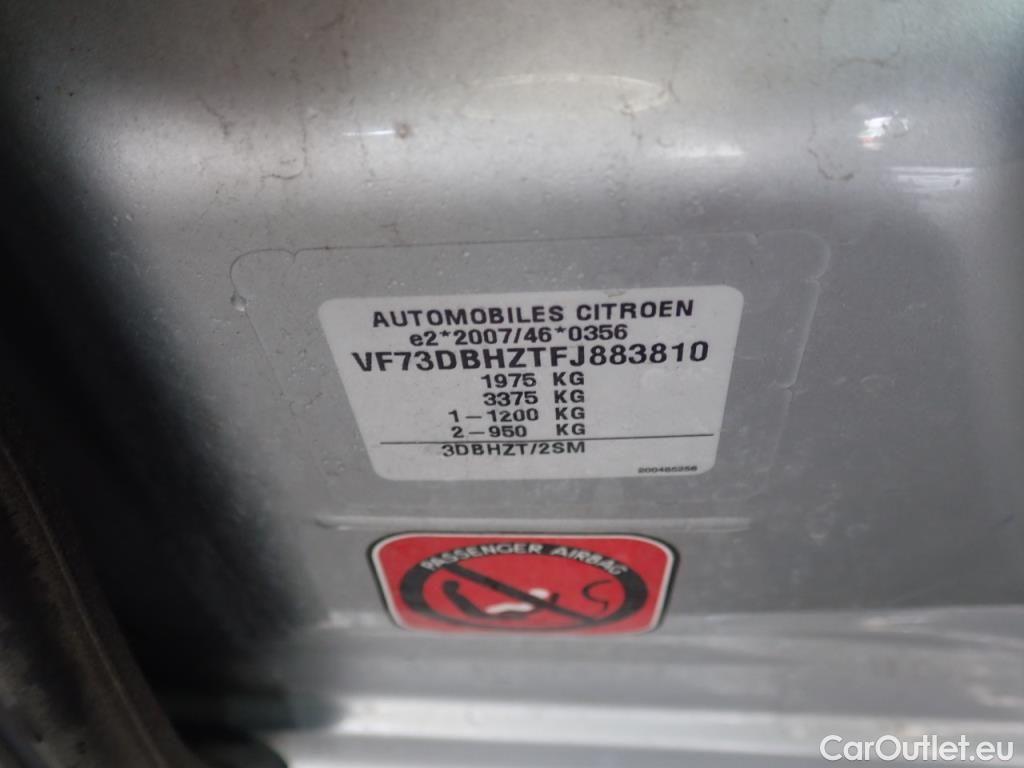 AUTOMOBILES CITROEN
e2*2007/46*0356
VF73DBHZTFJ883810
1975 KG
3375 KG
1-1200 KG
2-950 KG
3DBHZT/2SM
200485256
PASSENGER AIRBAG
CarOutlet.eu